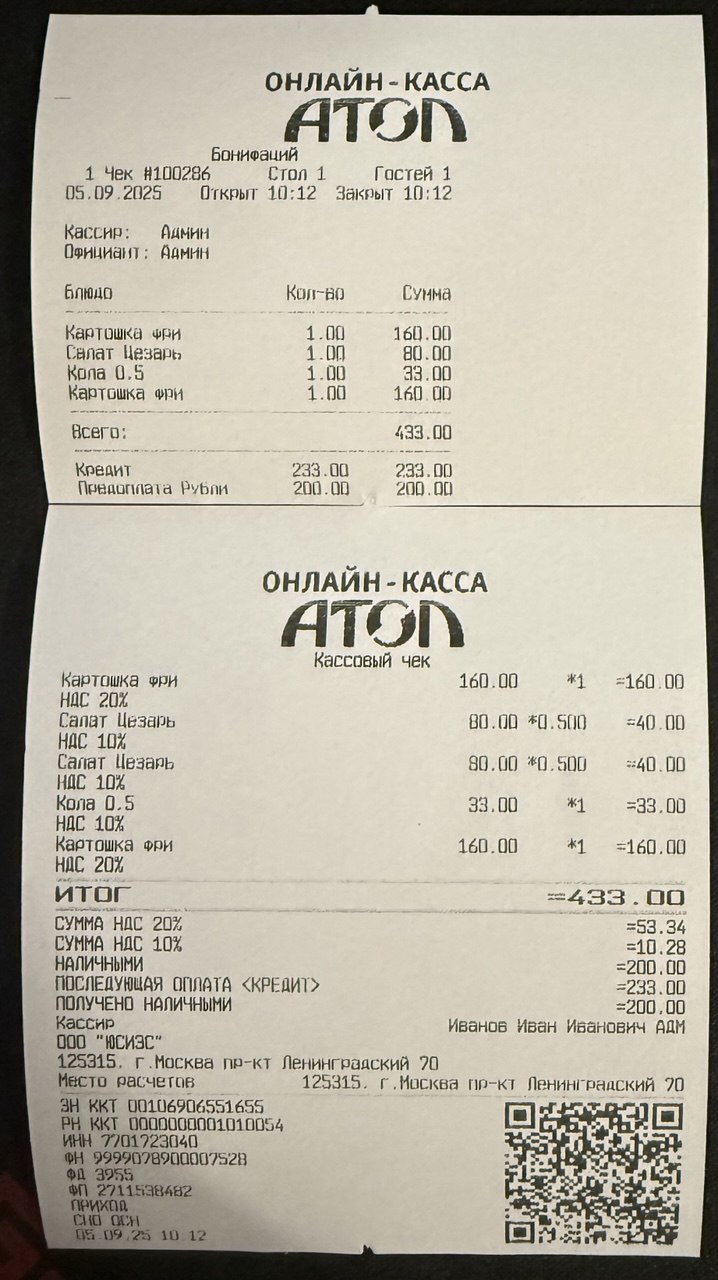 ОНЛАЙН-КАССА
АТОЛ
Бонифаций
1 Чек #100286 Стол 1 Гостей 1
05.09.2025 Открыт 10:12 Закрыт 10:12
Кассир: Админ
Официант: Админ
Блюдо Кол-во Сумма
Картошка фри 1.00 160.00
Салат Цезарь 1.00 80.00
Кола 0.5 1.00 33.00
Картошка фри 1.00 160.00
Всего: 433.00
Кредит 233.00 233.00
Предоплата Рубли 200.00 200.00
ОНЛАЙН-КАССА
АТОЛ
Кассовый чек
Картошка фри 160.00 *1 =160.00
НДС 20%
Салат Цезарь 80.00 *0.500 =40.00
НДС 10%
Салат Цезарь 80.00 *0.500 =40.00
НДС 10%
Кола 0.5 33.00 *1 =33.00
НДС 10%
Картошка фри 160.00 *1 =160.00
НДС 20%
ИТОГ =433.00
СУММА НДС 20% =53.34
СУММА НДС 10% =10.28
НАЛИЧНЫМИ =200.00
ПОСЛЕДУЮЩАЯ ОПЛАТА <КРЕДИТ> =233.00
ПОЛУЧЕНО НАЛИЧНЫМИ =200.00
Кассир Иванов Иван Иванович АДМ
ООО "ЮСИЭС"
125315, г.Москва пр-кт Ленинградский 70
Место расчетов 125315, г.Москва пр-кт Ленинградский 70
ЗН ККТ 00106906551655
РН ККТ 0000000001010054
ИНН 7701723040
ФН 9999078900007528
ФД 3955
ФП 2711538482
ПРИХОД
СНО ОСН
05.09.25 10:12